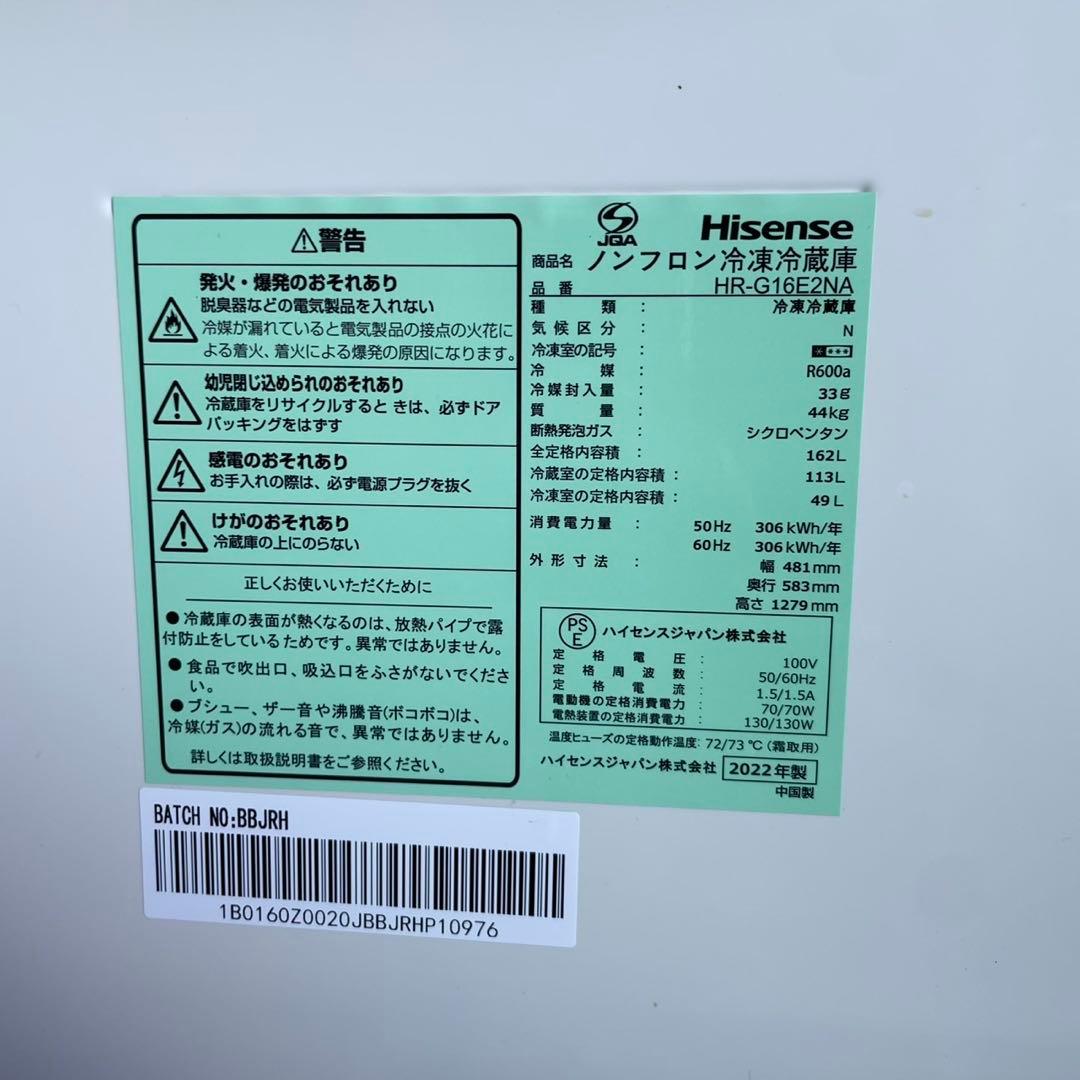 ⚠警告
発火・爆発のおそれあり
脱臭器などの電気製品を入れない
冷媒が漏れていると電気製品の接点の火花に
よる着火、着火による爆発の原因になります。
幼児閉じ込められのおそれあり
冷蔵庫をリサイクルすると きは、必ずドア
パッキングをはずす
感電のおそれあり
お手入れの際は、必ず電源プラグを抜く
けがのおそれあり
冷蔵庫の上にのらない
正しくお使いいただくために
●冷蔵庫の表面が熱くなるのは、放熱パイプで露
付防止をしているためです。異常ではありません。
●食品で吹出口、吸込口をふさがないでくださ
い。
●ブシュー、ザー音や沸騰音(ボコボコ)は、
冷媒(ガス)の流れる音で、異常ではありません。
詳しくは取扱説明書をご参照ください。
JQA
Hisense
商品名 ノンフロン冷凍冷蔵庫
品番 HR-G16E2NA
種類 : 冷凍冷蔵庫
気候区分 : N
冷凍室の記号 : ****
冷媒 : R600a
冷媒封入量 : 33g
質量 : 44kg
断熱発泡ガス : シクロペンタン
全定格内容積 : 162L
冷蔵室の定格内容積 : 113L
冷凍室の定格内容積 : 49L
消費電力量 : 50Hz 306kWh/年
60Hz 306kWh/年
外形寸法 : 幅 481mm
奥行 583mm
高さ 1279mm
PSE ハイセンスジャパン株式会社
定格電圧 : 100V
定格周波数 : 50/60Hz
定格電流 : 1.5/1.5A
電動機の定格消費電力 : 70/70W
電熱装置の定格消費電力 : 130/130W
温度ヒューズの定格動作温度: 72/73℃(霜取用)
ハイセンスジャパン株式会社 2022年製
中国製
BATCH NO:BBJRH
1B0160Z0020JBBJRHP10976